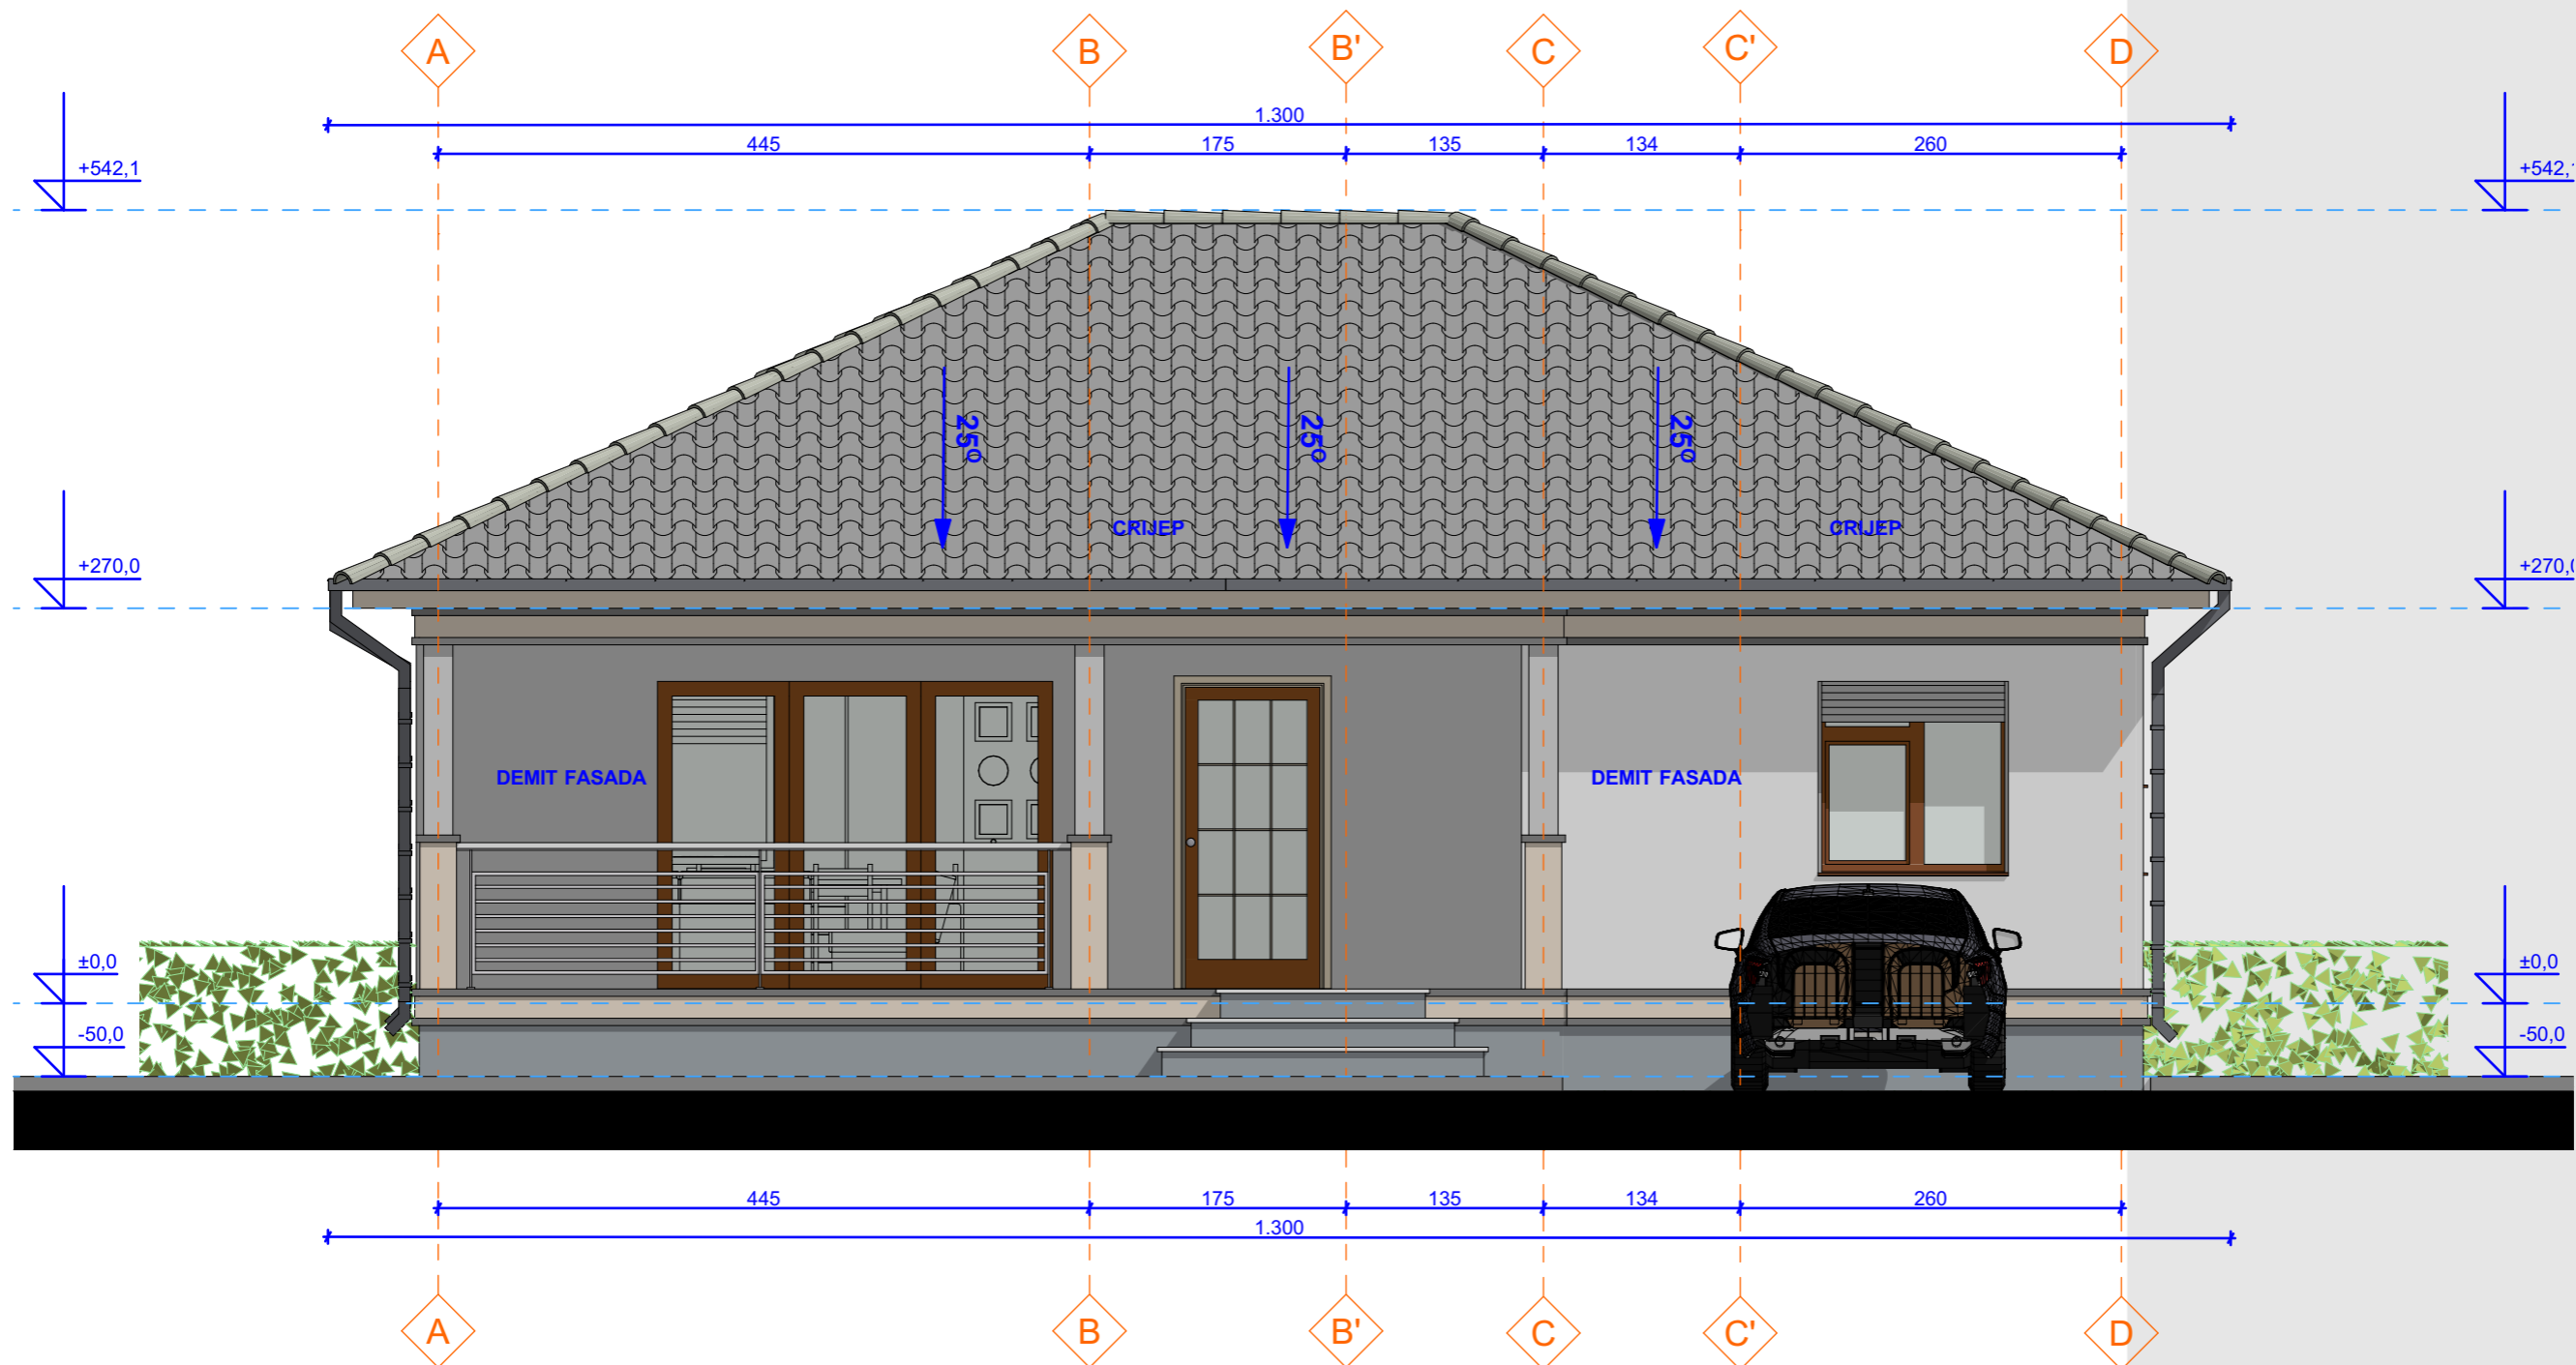 A B B' C C' D
1.300
445 175 135 134 260
+542,1 +542,1
25° 25° 25°
CRIJEP CRIJEP
+270,0 +270,0
DEMIT FASADA DEMIT FASADA
±0,0 ±0,0
-50,0 -50,0
445 175 135 134 260
1.300
A B B' C C' D